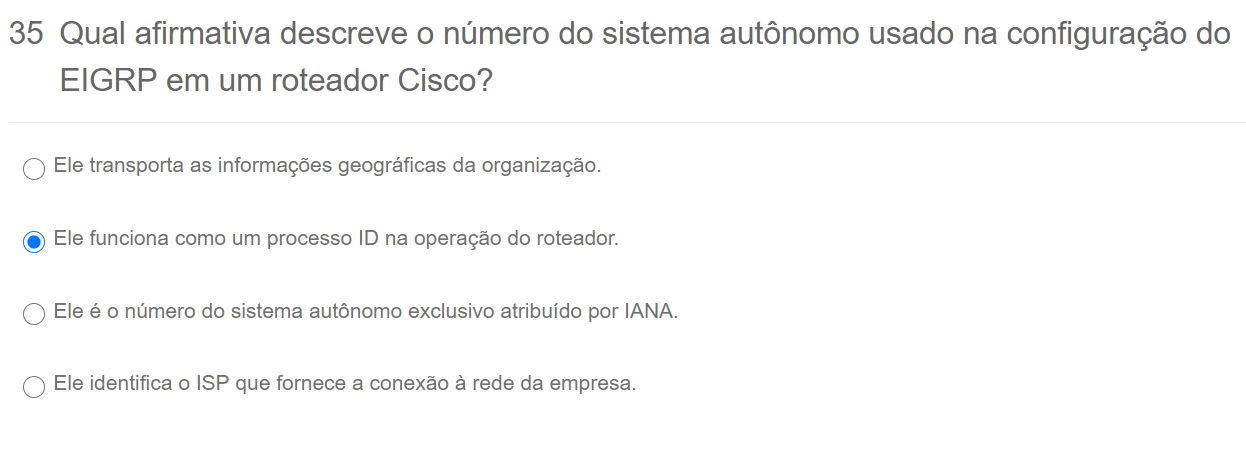 35 Qual afirmativa descreve o número do sistema autônomo usado na configuração do
EIGRP em um roteador Cisco?
Ele transporta as informações geográficas da organização.
Ele funciona como um processo ID na operação do roteador.
Ele é o número do sistema autônomo exclusivo atribuído por IANA.
Ele identifica o ISP que fornece a conexão à rede da empresa.